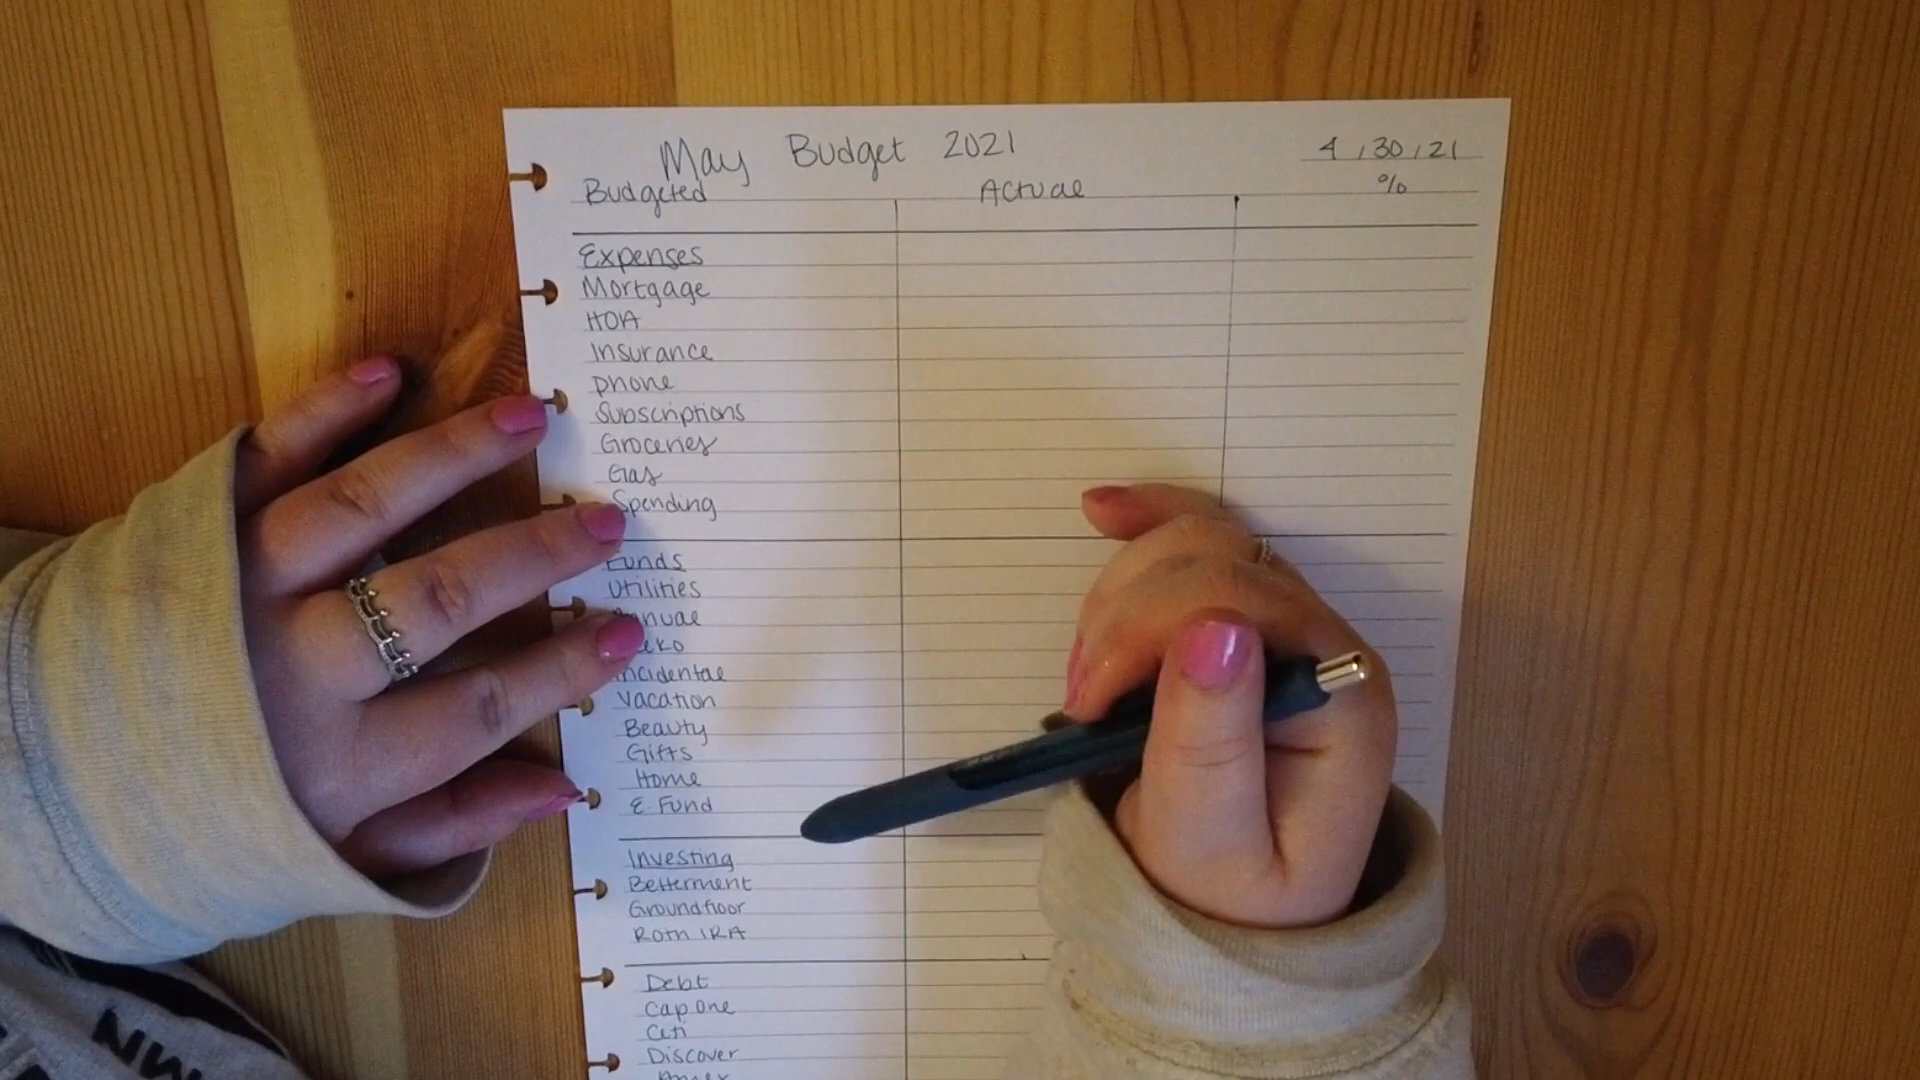 May Budget 2021
4/30/21
Budgeted Actual %
Expenses
Mortgage
HOA
Insurance
phone
Subscriptions
Groceries
Gas
Spending
Funds
Utilities
Annual
Incidental
Vacation
Beauty
Gifts
Home
E. Fund
Investing
Betterment
Groundfloor
Roth IRA
Debt
Cap One
Citi
Discover